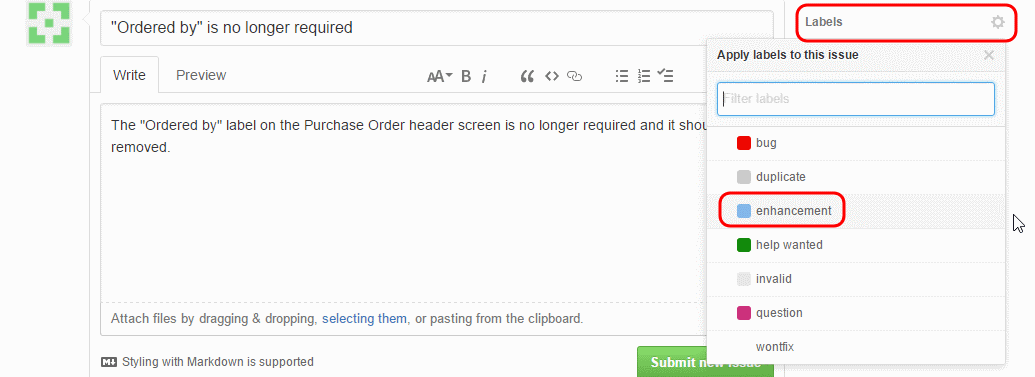 "Ordered by" is no longer required
Labels
Apply labels to this issue
Write
Preview
AA B i
Filter labels
The "Ordered by" label on the Purchase Order header screen is no longer required and it shou
removed.
bug
duplicate
enhancement
help wanted
invalid
question
wontfix
Attach files by dragging & dropping, selecting them, or pasting from the clipboard.
Styling with Markdown is supported
Submit new issue